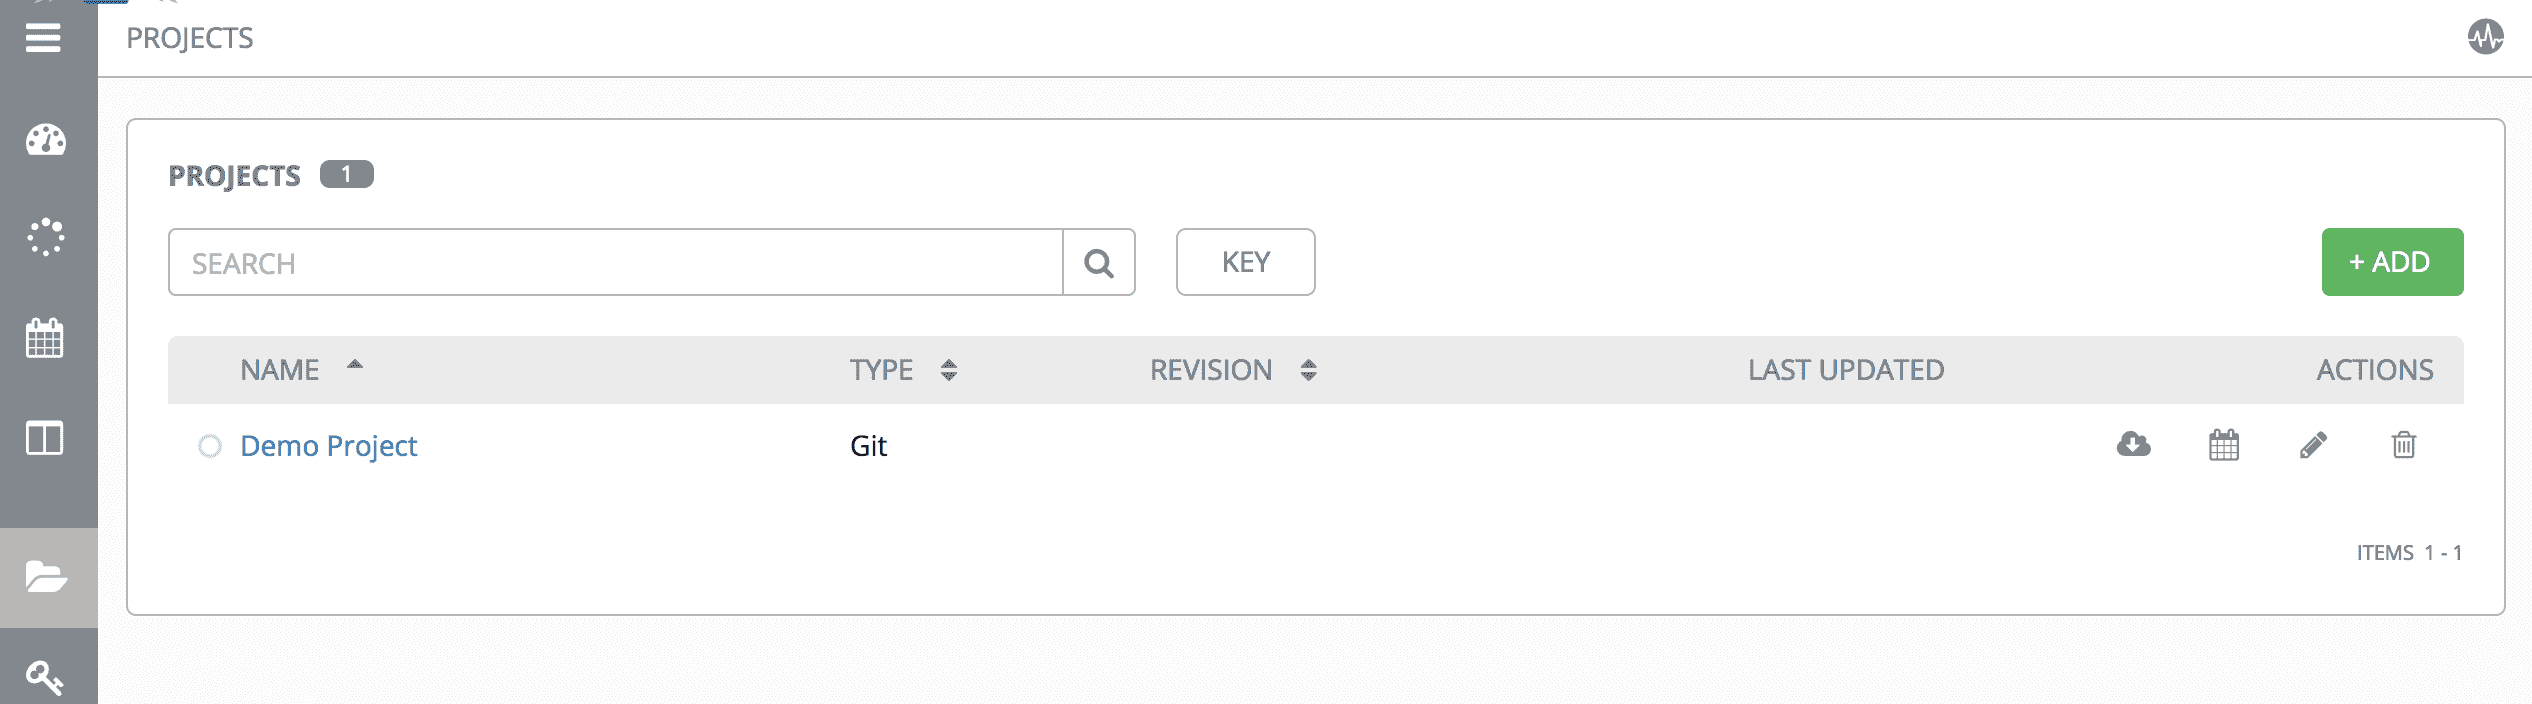 PROJECTS
PROJECTS 1
SEARCH KEY + ADD
NAME TYPE REVISION LAST UPDATED ACTIONS
Demo Project Git
ITEMS 1 - 1